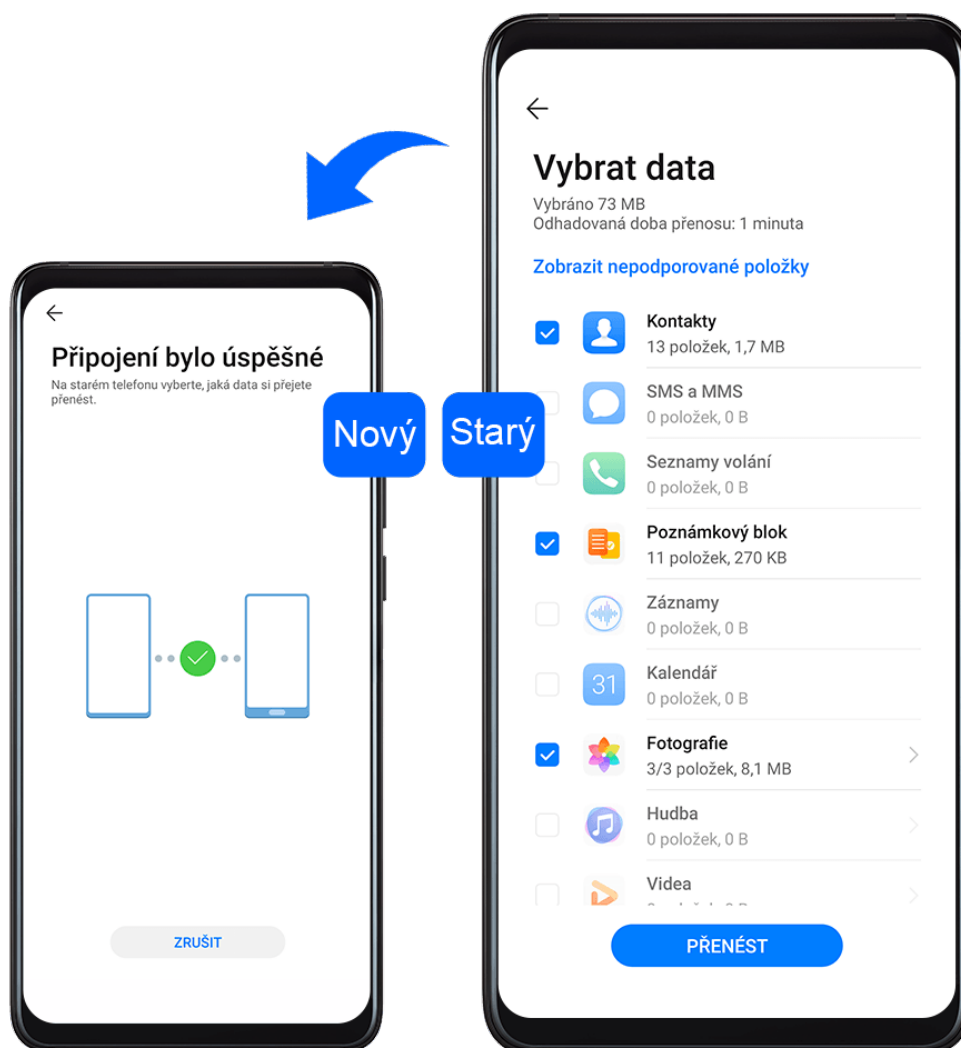 Připojení bylo úspěšné
Na starém telefonu vyberte, jaká data si přejete
přenést.
ZRUŠIT
Nový
Starý
Vybrat data
Vybráno 73 MB
Odhadovaná doba přenosu: 1 minuta
Zobrazit nepodporované položky
Kontakty
13 položek, 1,7 MB
SMS a MMS
0 položek, 0 B
Seznamy volání
0 položek, 0 B
Poznámkový blok
11 položek, 270 KB
Záznamy
0 položek, 0 B
31
Kalendář
0 položek, 0 B
Fotografie
3/3 položek, 8,1 MB
Hudba
0 položek, 0 B
Videa
PŘENÉST